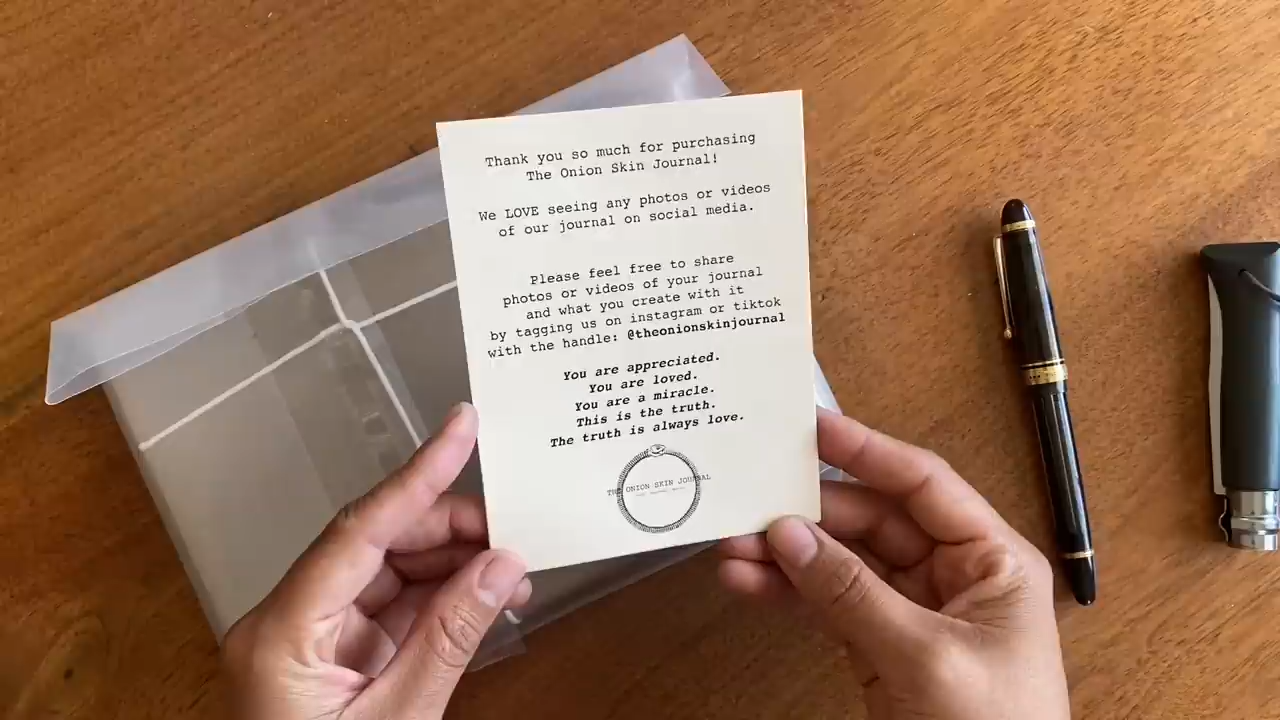 Thank you so much for purchasing
The Onion Skin Journal!
We LOVE seeing any photos or videos
of our journal on social media.
Please feel free to share
photos or videos of your journal
and what you create with it
by tagging us on instagram or tiktok
with the handle: @theonionskinjournal
You are appreciated.
You are loved.
You are a miracle.
This is the truth.
The truth is always love.
THE ONION SKIN JOURNAL